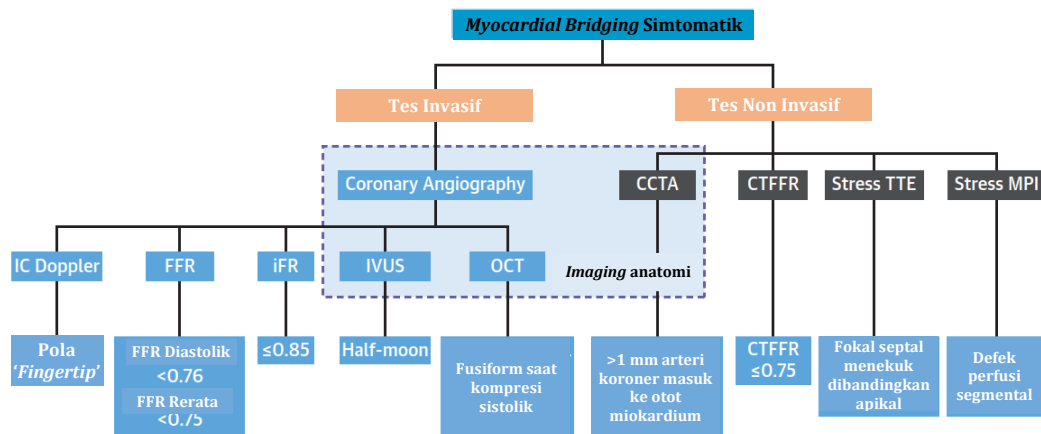 Myocardial Bridging Simtomatik
Tes Invasif
Tes Non Invasif
Coronary Angiography
CCTA
CTFFR
Stress TTE
Stress MPI
IC Doppler
FFR
iFR
IVUS
OCT
Imaging anatomi
Pola
'Fingertip'
FFR Diastolik
<0.76
FFR Rerata
<0.75
≤0.85
Half-moon
Fusiform saat
kompresi
sistolik
>1 mm arteri
koroner masuk
ke otot
miokardium
CTFFR
≤0.75
Fokal septal
menekuk
dibandingkan
apikal
Defek
perfusi
segmental